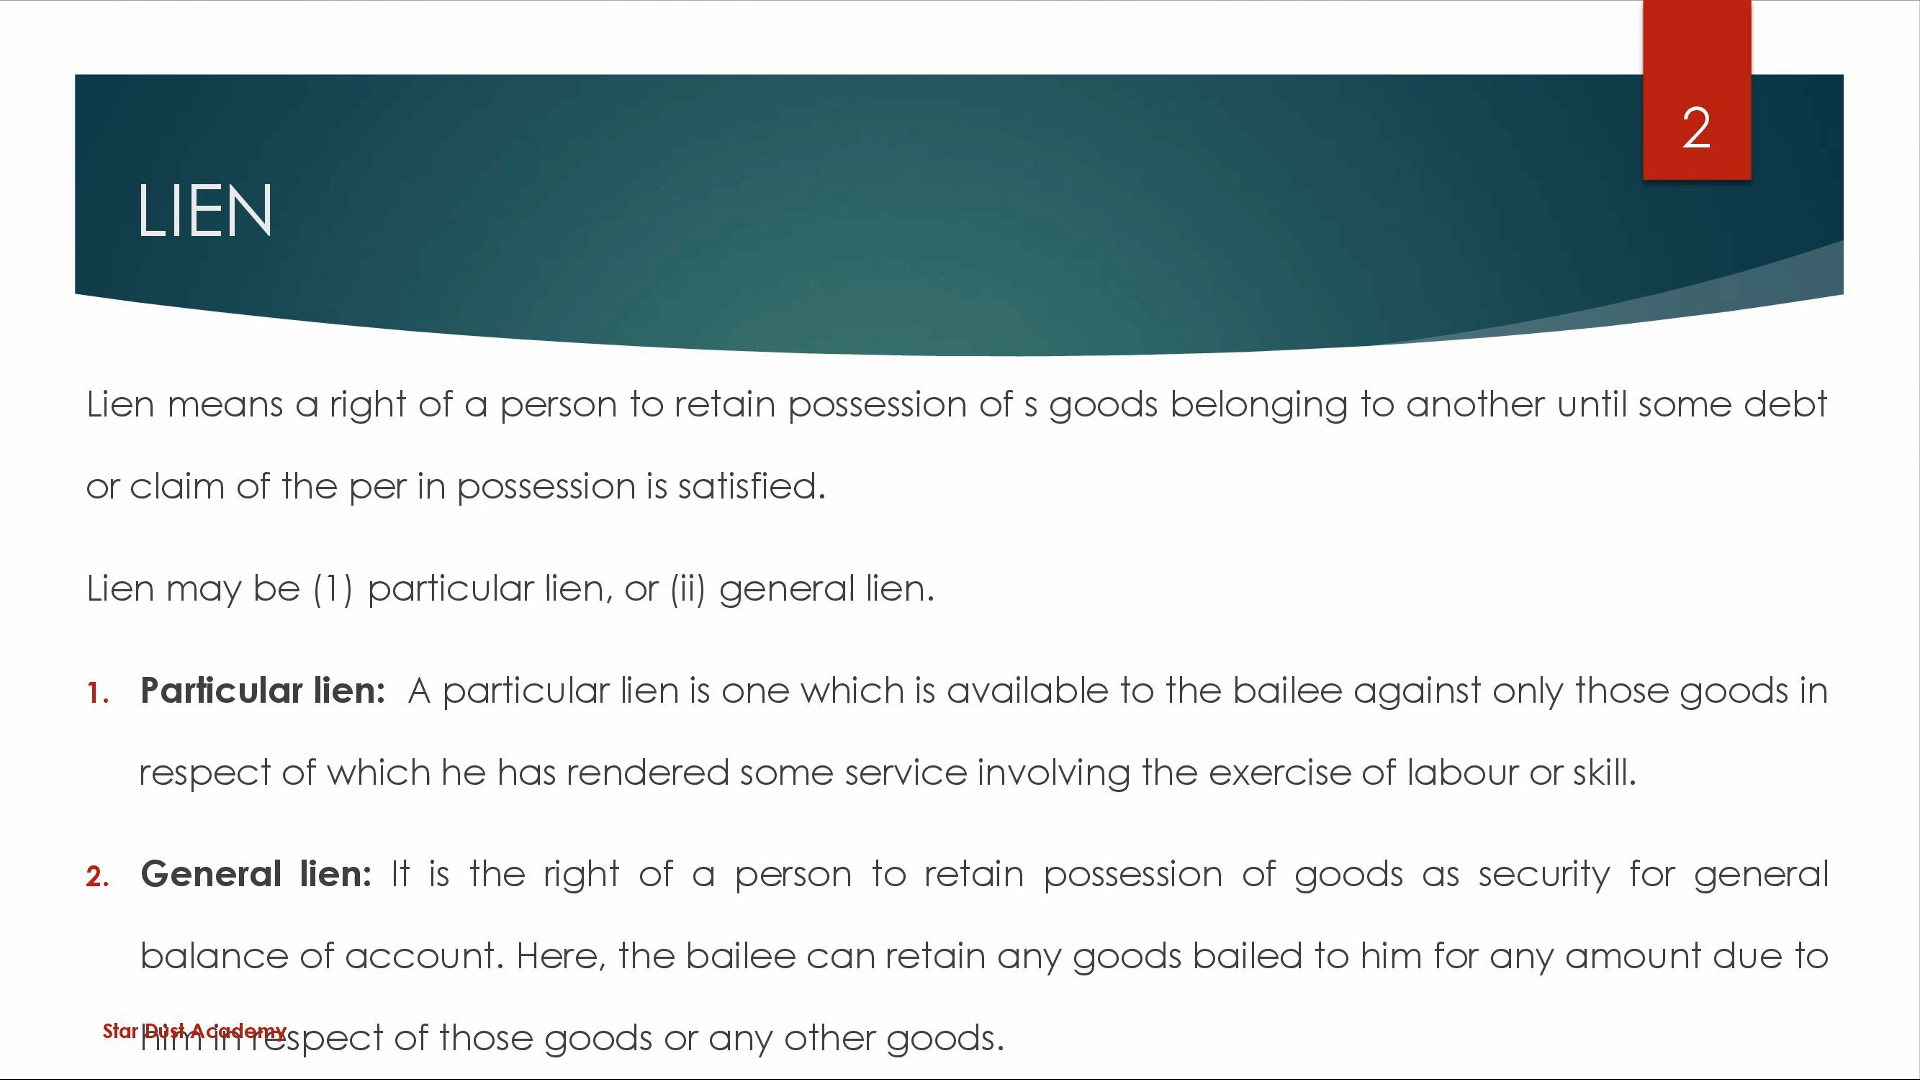 2
LIEN
Lien means a right of a person to retain possession of s goods belonging to another until some debt
or claim of the per in possession is satisfied.
Lien may be (1) particular lien, or (ii) general lien.
1. Particular lien: A particular lien is one which is available to the bailee against only those goods in
respect of which he has rendered some service involving the exercise of labour or skill.
2. General lien: It is the right of a person to retain possession of goods as security for general
balance of account. Here, the bailee can retain any goods bailed to him for any amount due to
him in respect of those goods or any other goods.
Star Dust Academy